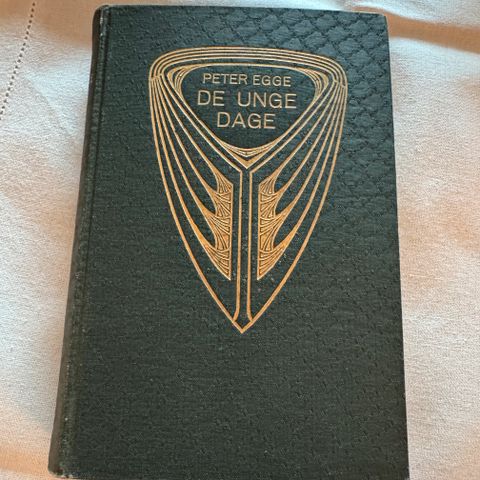 PETER EGGE
DE UNGE
DAGE